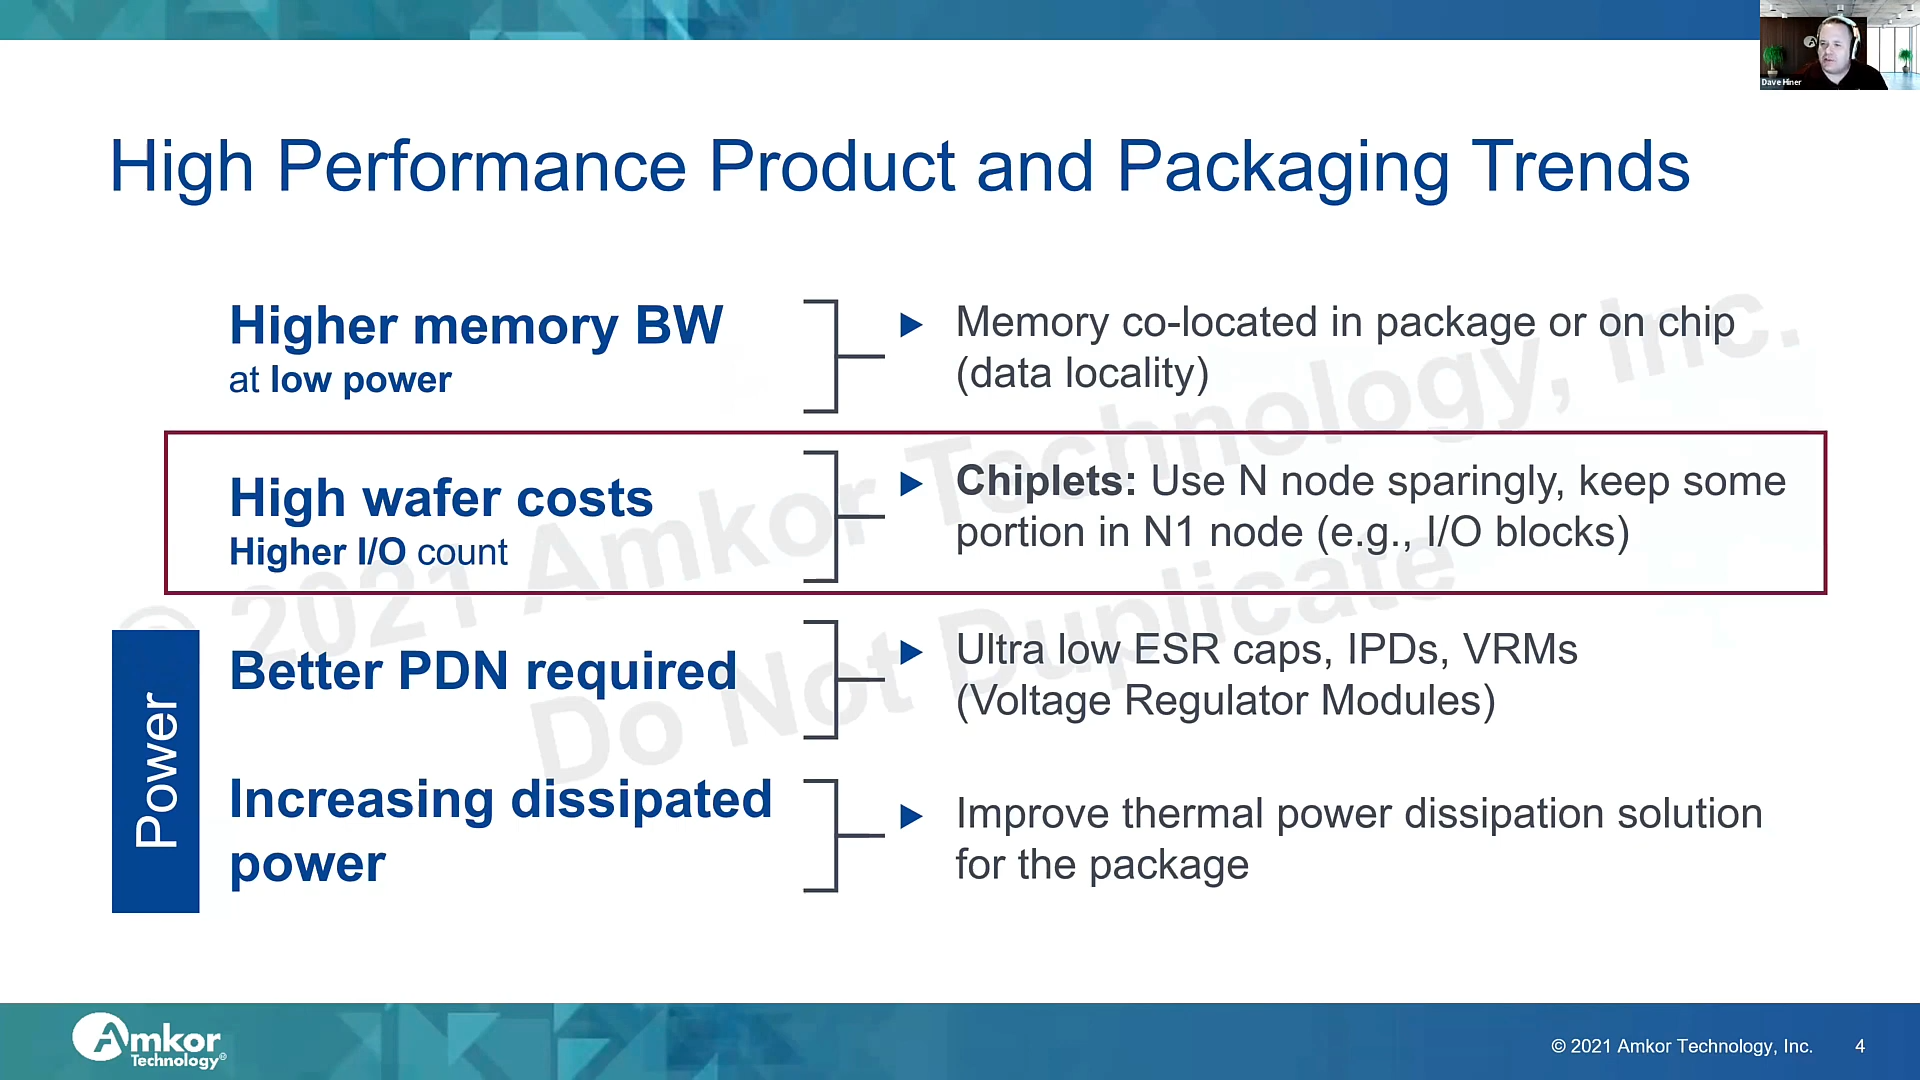 Dave Hiner
High Performance Product and Packaging Trends
Higher memory BW
at low power
Memory co-located in package or on chip
(data locality)
High wafer costs
Higher I/O count
Chiplets: Use N node sparingly, keep some
portion in N1 node (e.g., I/O blocks)
Power
Better PDN required
Ultra low ESR caps, IPDs, VRMs
(Voltage Regulator Modules)
Increasing dissipated
power
Improve thermal power dissipation solution
for the package
© 2021 Amkor Technology, Inc.
Do Not Duplicate
Amkor
Technology®
© 2021 Amkor Technology, Inc.
4